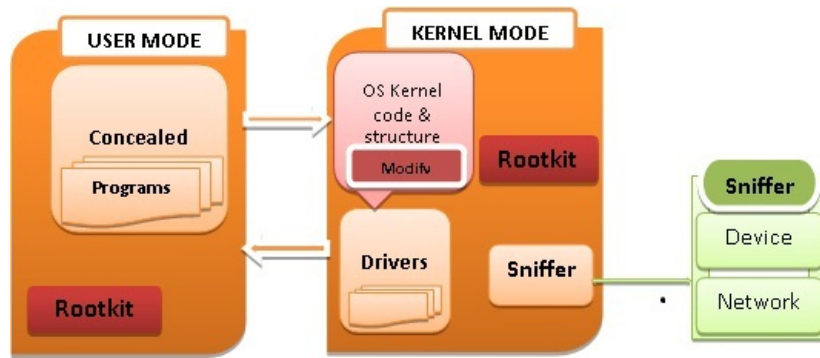 USER MODE
Concealed
Programs
Rootkit
KERNEL MODE
OS Kernel
code &
structure
Modify
Rootkit
Drivers
Sniffer
Sniffer
Device
Network